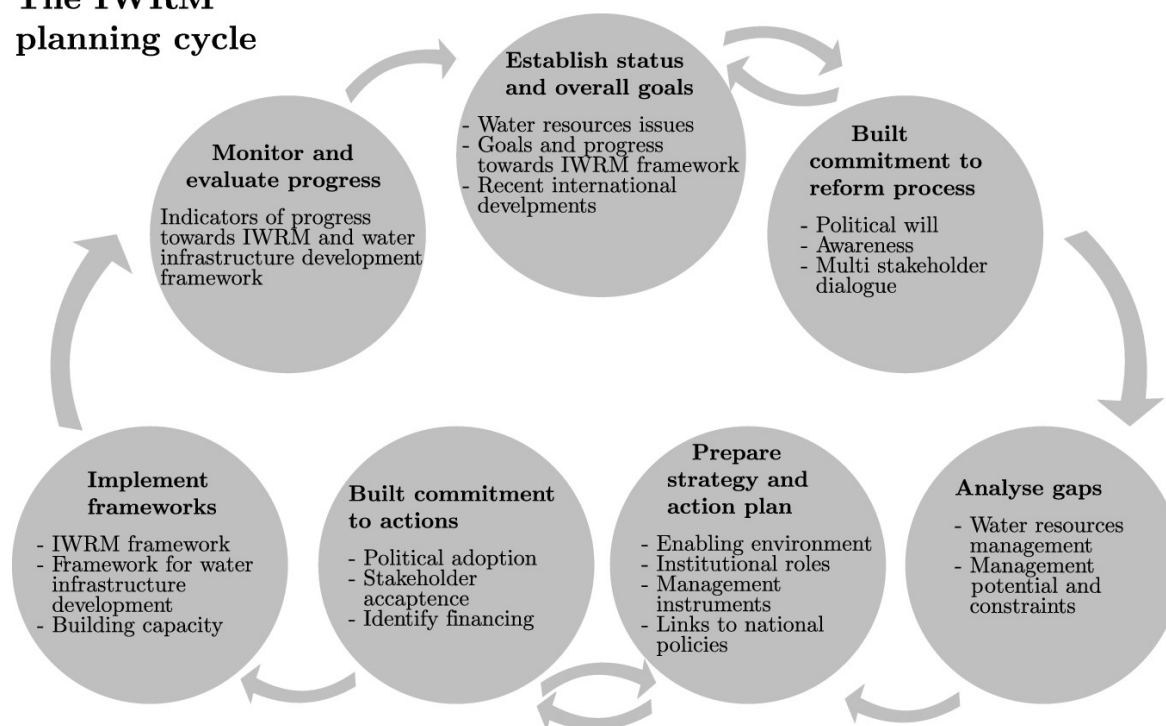 The IWRM
planning cycle
Establish status
and overall goals
- Water resources issues
- Goals and progress
towards IWRM framework
- Recent international
develpments
Built
commitment to
reform process
- Political will
- Awareness
- Multi stakeholder
dialogue
Analyse gaps
- Water resources
management
- Management
potential and
constraints
Prepare
strategy and
action plan
- Enabling environment
- Institutional roles
- Management
instruments
- Links to national
policies
Built commitment
to actions
- Political adoption
- Stakeholder
accaptence
- Identify financing
Implement
frameworks
- IWRM framework
- Framework for water
infrastructure
development
- Building capacity
Monitor and
evaluate progress
Indicators of progress
towards IWRM and water
infrastructure development
framework